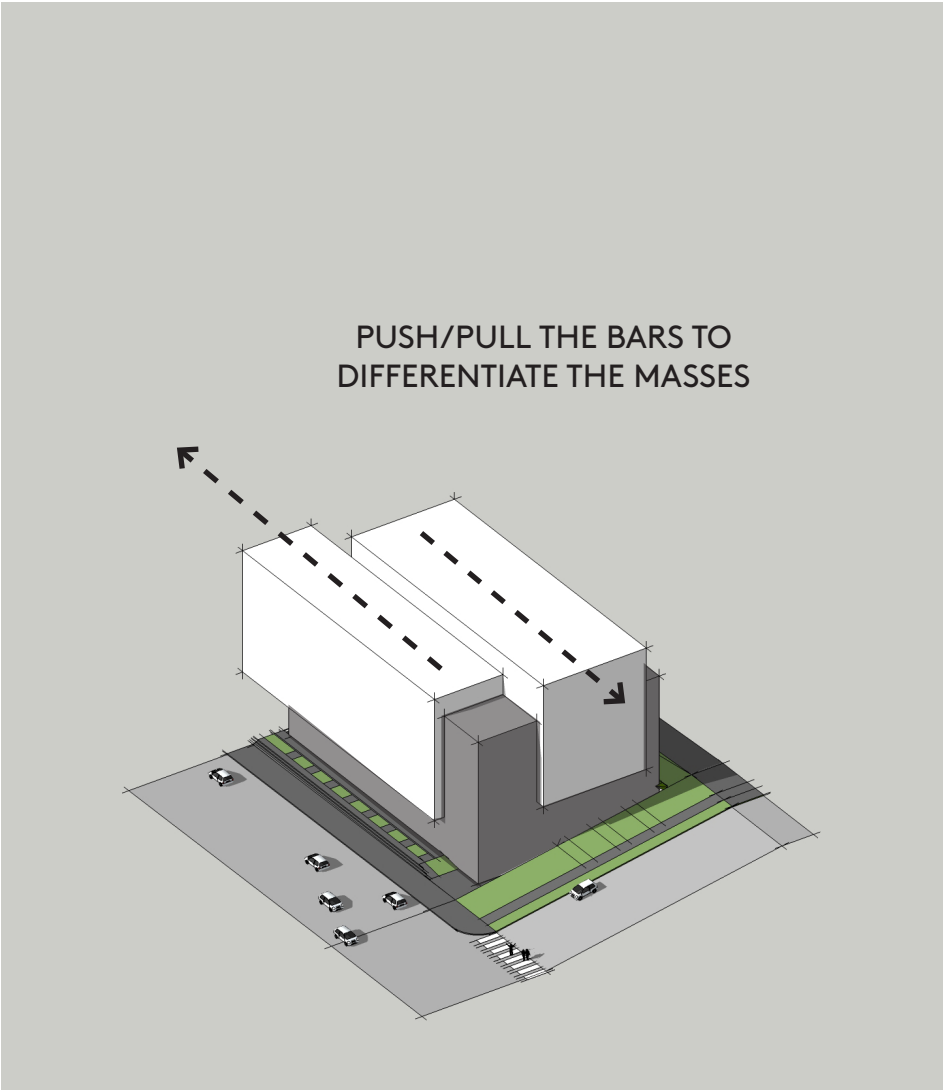 PUSH/PULL THE BARS TO
DIFFERENTIATE THE MASSES